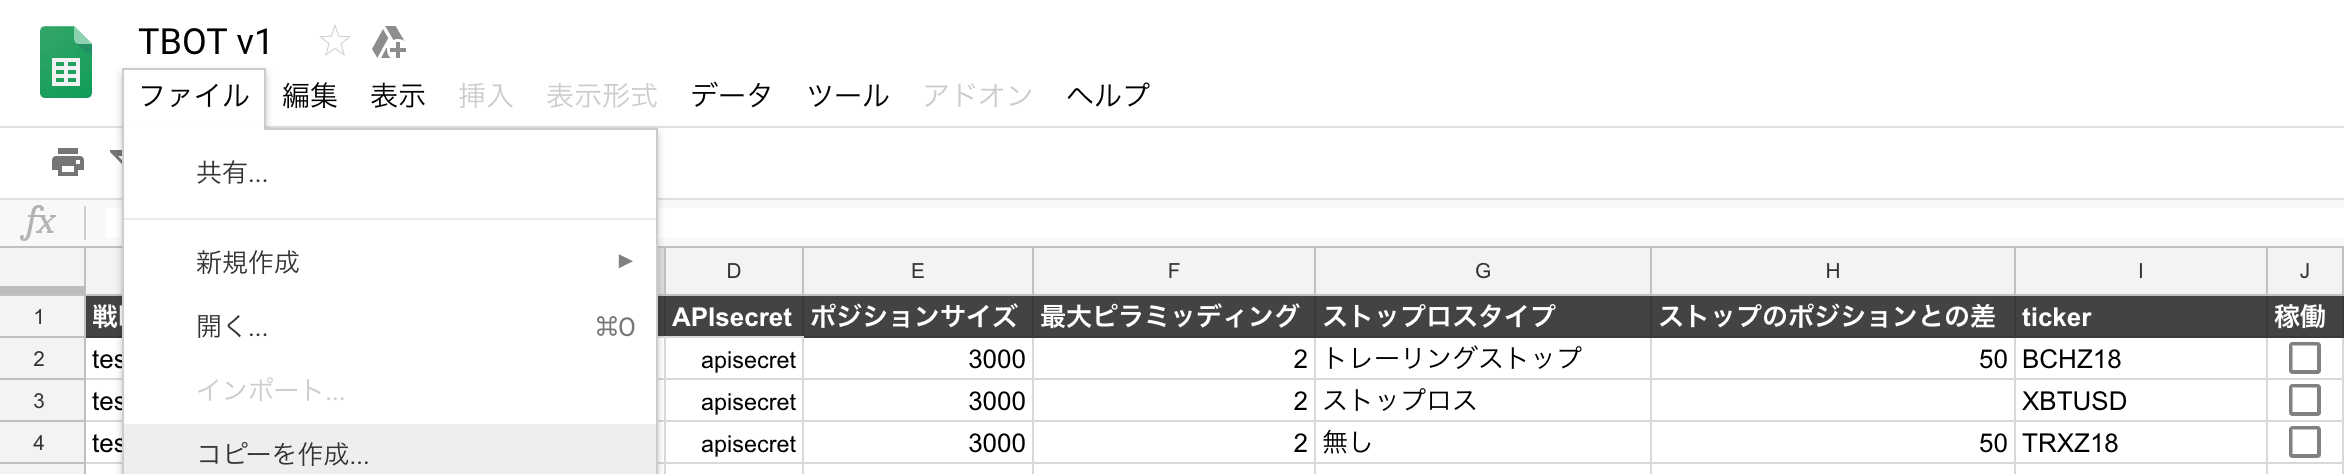 TBOT v1
ファイル 編集 表示 挿入 表示形式 データ ツール アドオン ヘルプ
共有...
fx
新規作成
開く... ⌘O
インポート...
コピーを作成...
D E F G H I J
1 APIsecret ポジションサイズ 最大ピラミッディング ストップロスタイプ ストップのポジションとの差 ticker 稼働
2 tes apisecret 3000 2 トレーリングストップ 50 BCHZ18
3 tes apisecret 3000 2 ストップロス XBTUSD
4 tes apisecret 3000 2 無し 50 TRXZ18